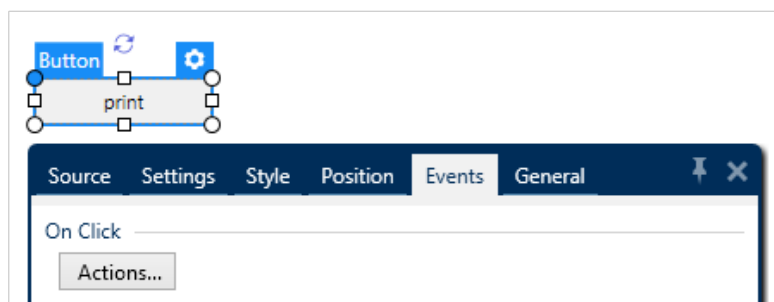 Button
print
Source Settings Style Position Events General
On Click
Actions...